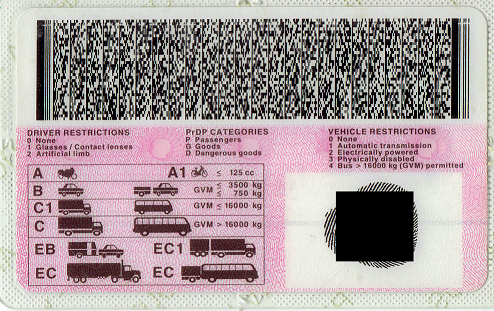 DRIVER RESTRICTIONS
0 None
1 Glasses / Contact lenses
2 Artificial limb
PrDP CATEGORIES
P Passengers
G Goods
D Dangerous goods
VEHICLE RESTRICTIONS
0 None
1 Automatic transmission
2 Electrically powered
3 Physically disabled
4 Bus > 16000 kg (GVM) permitted
A A1 ≤ 125 cc
B GVM ≤ 3500 kg
≤ 750 kg
C1 GVM ≤ 16000 kg
C GVM > 16000 kg
EB EC1
EC EC